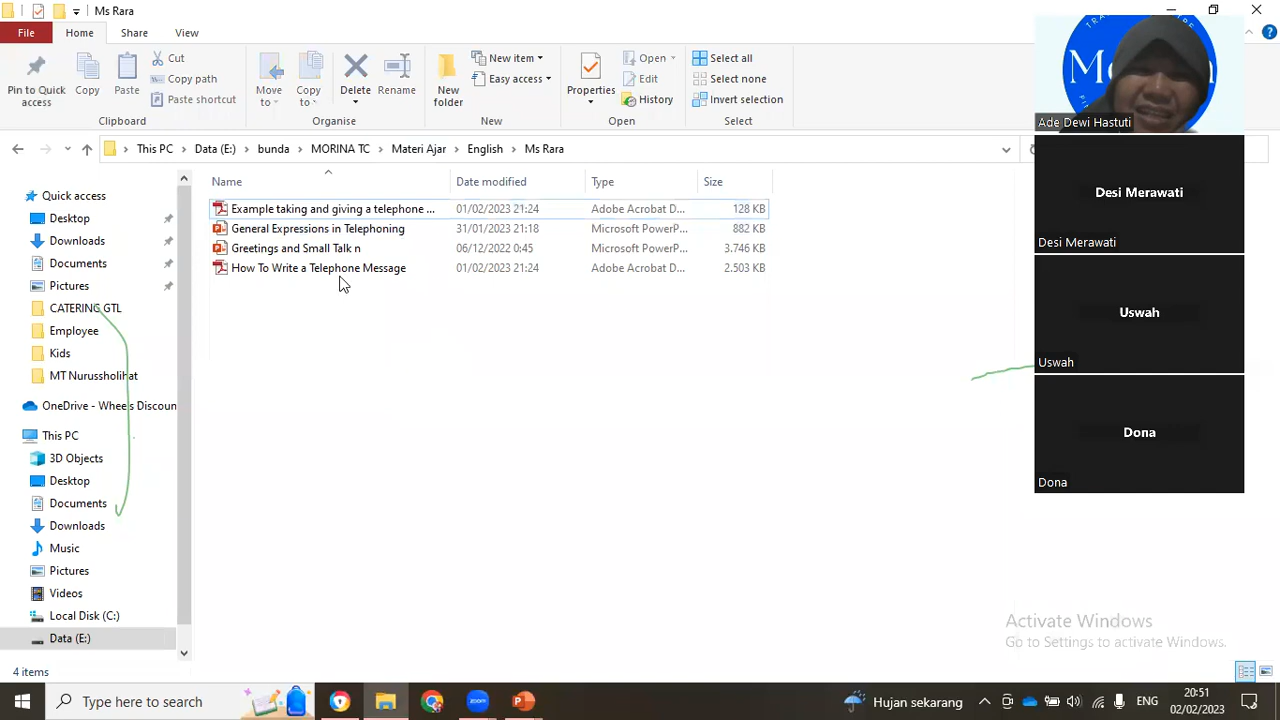 Ms Rara
File Home Share View
Pin to Quick access
Copy
Paste
Cut
Copy path
Paste shortcut
Clipboard
Move to
Copy to
Delete
Rename
Organise
New folder
New item
Easy access
New
Properties
Open
Edit
History
Open
Select all
Select none
Invert selection
Select
This PC > Data (E:) > bunda > MORINA TC > Materi Ajar > English > Ms Rara
Name Date modified Type Size
Example taking and giving a telephone ... 01/02/2023 21:24 Adobe Acrobat D... 128 KB
General Expressions in Telephoning 31/01/2023 21:18 Microsoft PowerP... 882 KB
Greetings and Small Talk n 06/12/2022 0:45 Microsoft PowerP... 3.746 KB
How To Write a Telephone Message 01/02/2023 21:24 Adobe Acrobat D... 2.503 KB
Quick access
Desktop
Downloads
Documents
Pictures
CATERING GTL
Employee
Kids
MT Nurussholihat
OneDrive - Wheels Discoun
This PC
3D Objects
Desktop
Documents
Downloads
Music
Pictures
Videos
Local Disk (C:)
Data (E:)
4 items
Ade Dewi Hastuti
Desi Merawati
Desi Merawati
Uswah
Uswah
Dona
Dona
Activate Windows
Go to Settings to activate Windows.
Type here to search
zoom
Hujan sekarang
ENG
20:51
02/02/2023